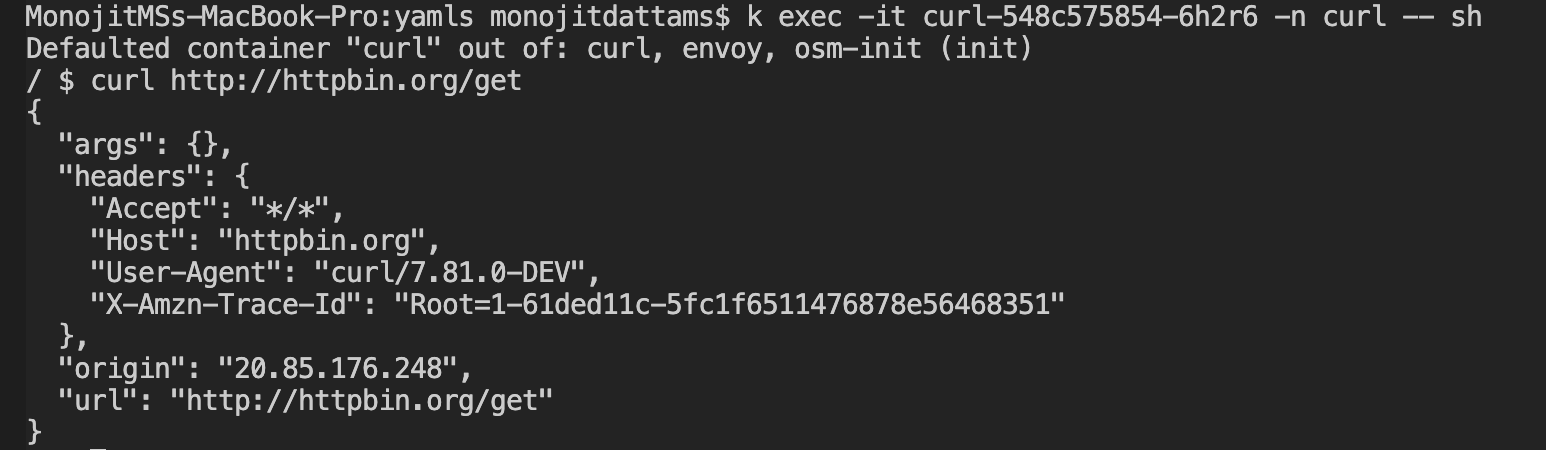 MonojitMSs-MacBook-Pro:yamls monojitdattams$ k exec -it curl-548c575854-6h2r6 -n curl -- sh
Defaulted container "curl" out of: curl, envoy, osm-init (init)
/ $ curl http://httpbin.org/get
{
  "args": {},
  "headers": {
    "Accept": "*/*",
    "Host": "httpbin.org",
    "User-Agent": "curl/7.81.0-DEV",
    "X-Amzn-Trace-Id": "Root=1-61ded11c-5fc1f6511476878e56468351"
  },
  "origin": "20.85.176.248",
  "url": "http://httpbin.org/get"
}